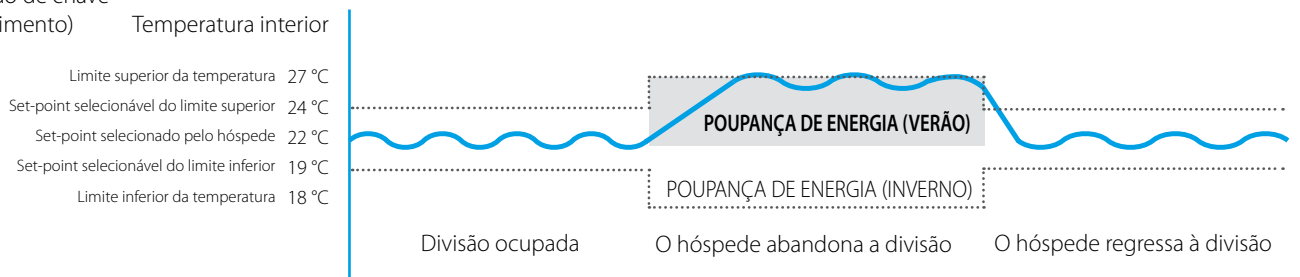 de chave
Temperatura interior
Limite superior da temperatura 27 °C
Set-point selecionável do limite superior 24 °C
Set-point selecionado pelo hóspede 22 °C
Set-point selecionável do limite inferior 19 °C
Limite inferior da temperatura 18 °C
POUPANÇA DE ENERGIA (VERÃO)
POUPANÇA DE ENERGIA (INVERNO)
Divisão ocupada
O hóspede abandona a divisão
O hóspede regressa à divisão